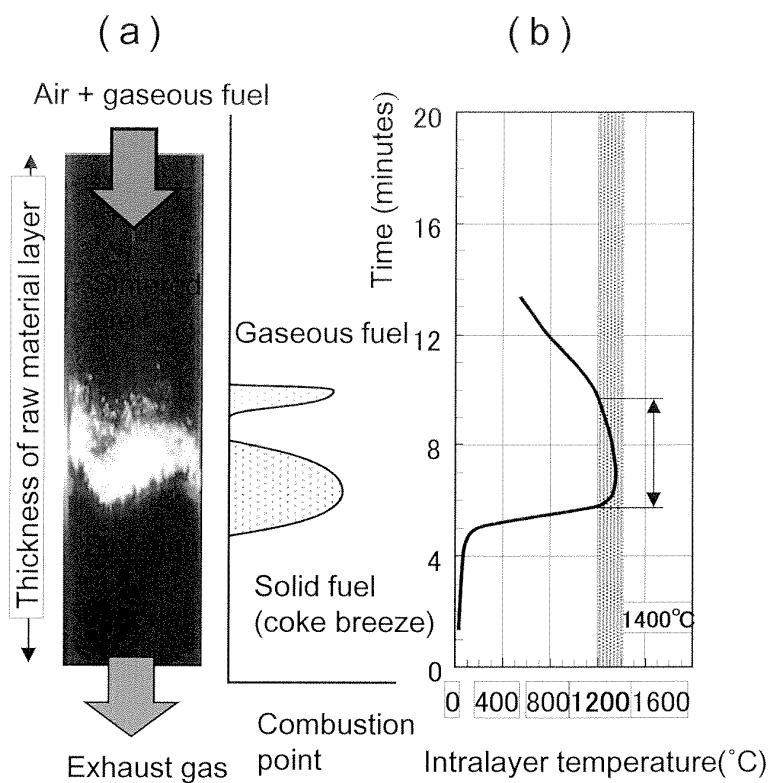 (a)
(b)
Air + gaseous fuel
Thickness of raw material layer
Sintered
Gaseous fuel
Solid fuel
(coke breeze)
Combustion
point
Exhaust gas
Time (minutes)
20
16
12
8
4
0
1400°C
0 400 800 1200 1600
Intralayer temperature(°C)